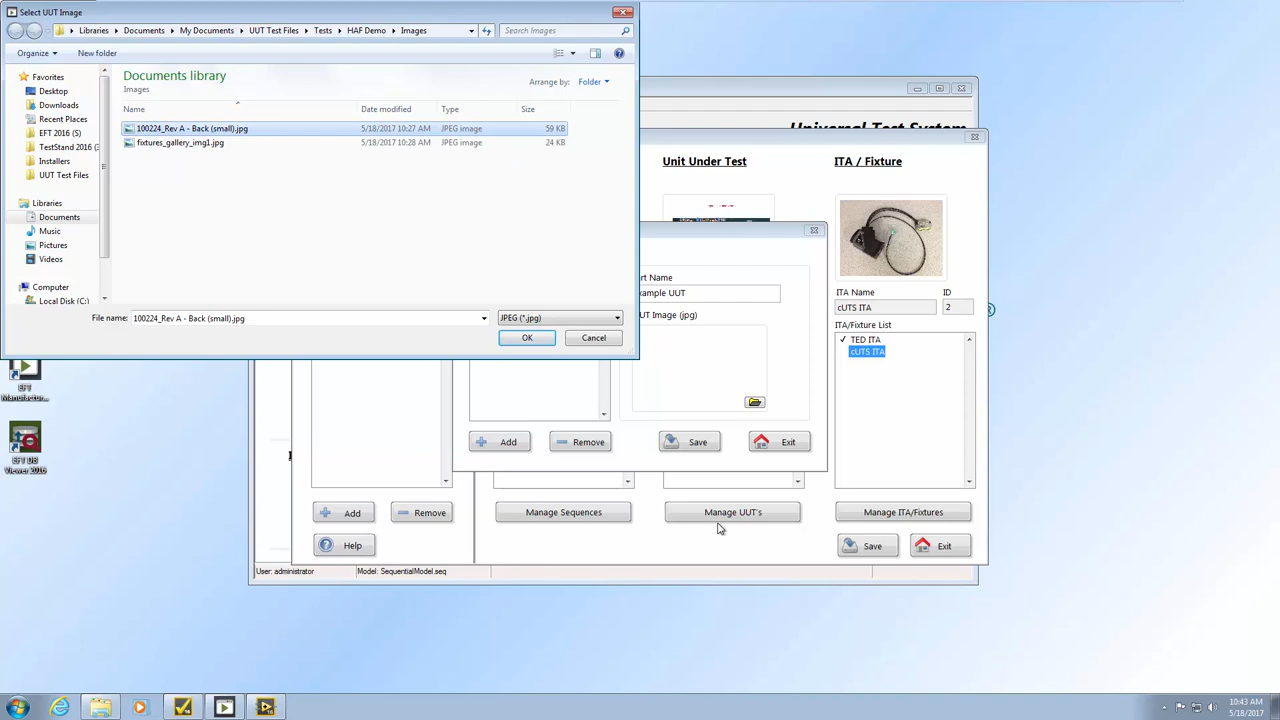 Select UUT Image
Libraries Documents My Documents UUT Test Files Tests HAF Demo Images
Search Images
Organize New folder
Favorites
Desktop
Downloads
Recent Places
EFT 2016 (S)
TestStand 2016 (3
Installers
UUT Test Files
Libraries
Documents
Music
Pictures
Videos
Computer
Local Disk (C:)
Documents library
Images
Arrange by: Folder
Name Date modified Type Size
100224_Rev A - Back (small).jpg 5/18/2017 10:27 AM JPEG image 59 KB
fixtures_gallery_img1.jpg 5/18/2017 10:28 AM JPEG image 24 KB
File name: 100224_Rev A - Back (small).jpg JPEG (*.jpg)
OK Cancel
Universal Test System
Unit Under Test
ITA / Fixture
ITA Name ID
cUTS ITA 2
ITA/Fixture List
✓ TED ITA
cUTS ITA
rt Name
xample UUT
UT Image (jpg)
Add Remove Save Exit
Add Remove
Manage Sequences Manage UUT's Manage ITA/Fixtures
Help Save Exit
User: administrator Model: SequentialModel.seq
EFT
Manufactur...
EFT DB
Viewer 2016
10:43 AM
5/18/2017